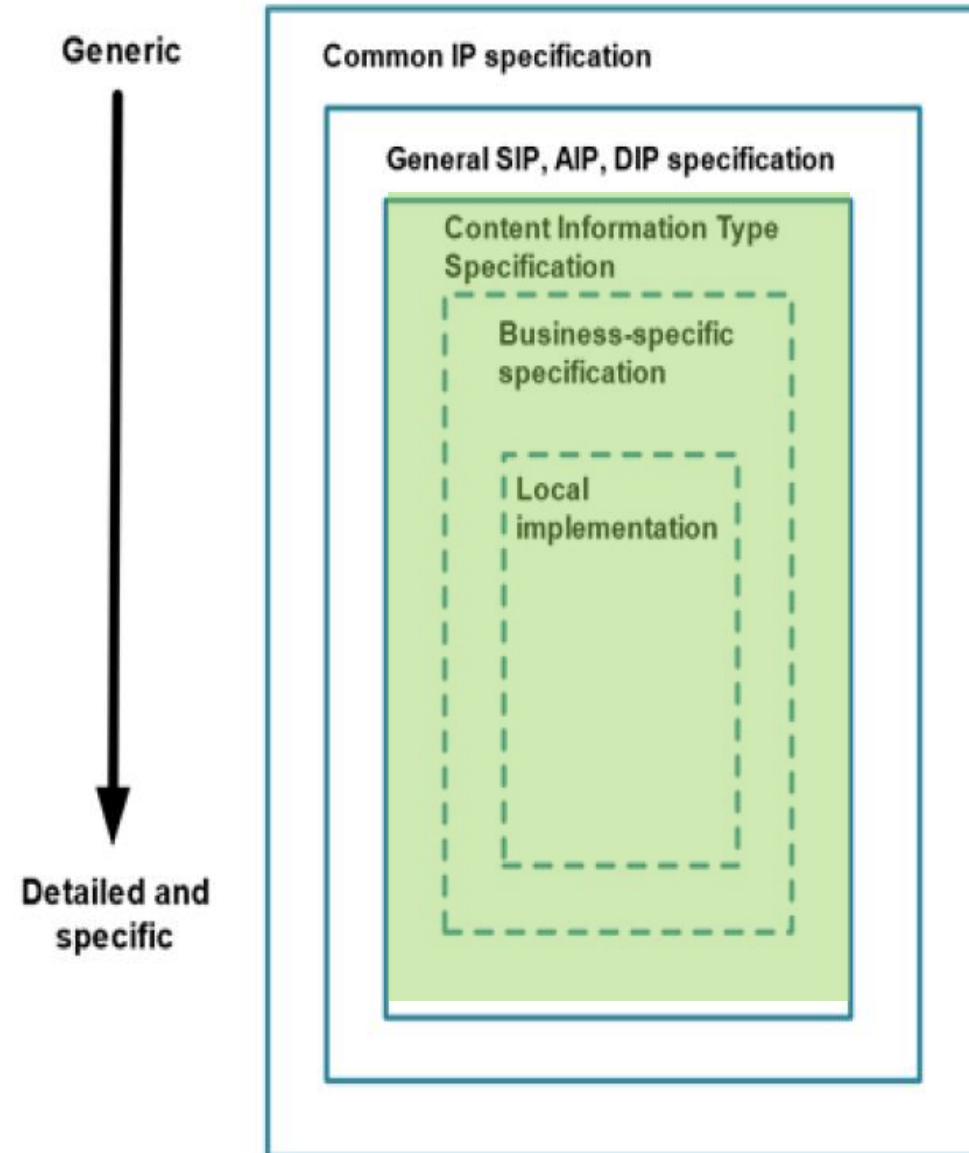 Generic
Common IP specification
General SIP, AIP, DIP specification
Content Information Type
Specification
Business-specific
specification
Local
implementation
Detailed and
specific